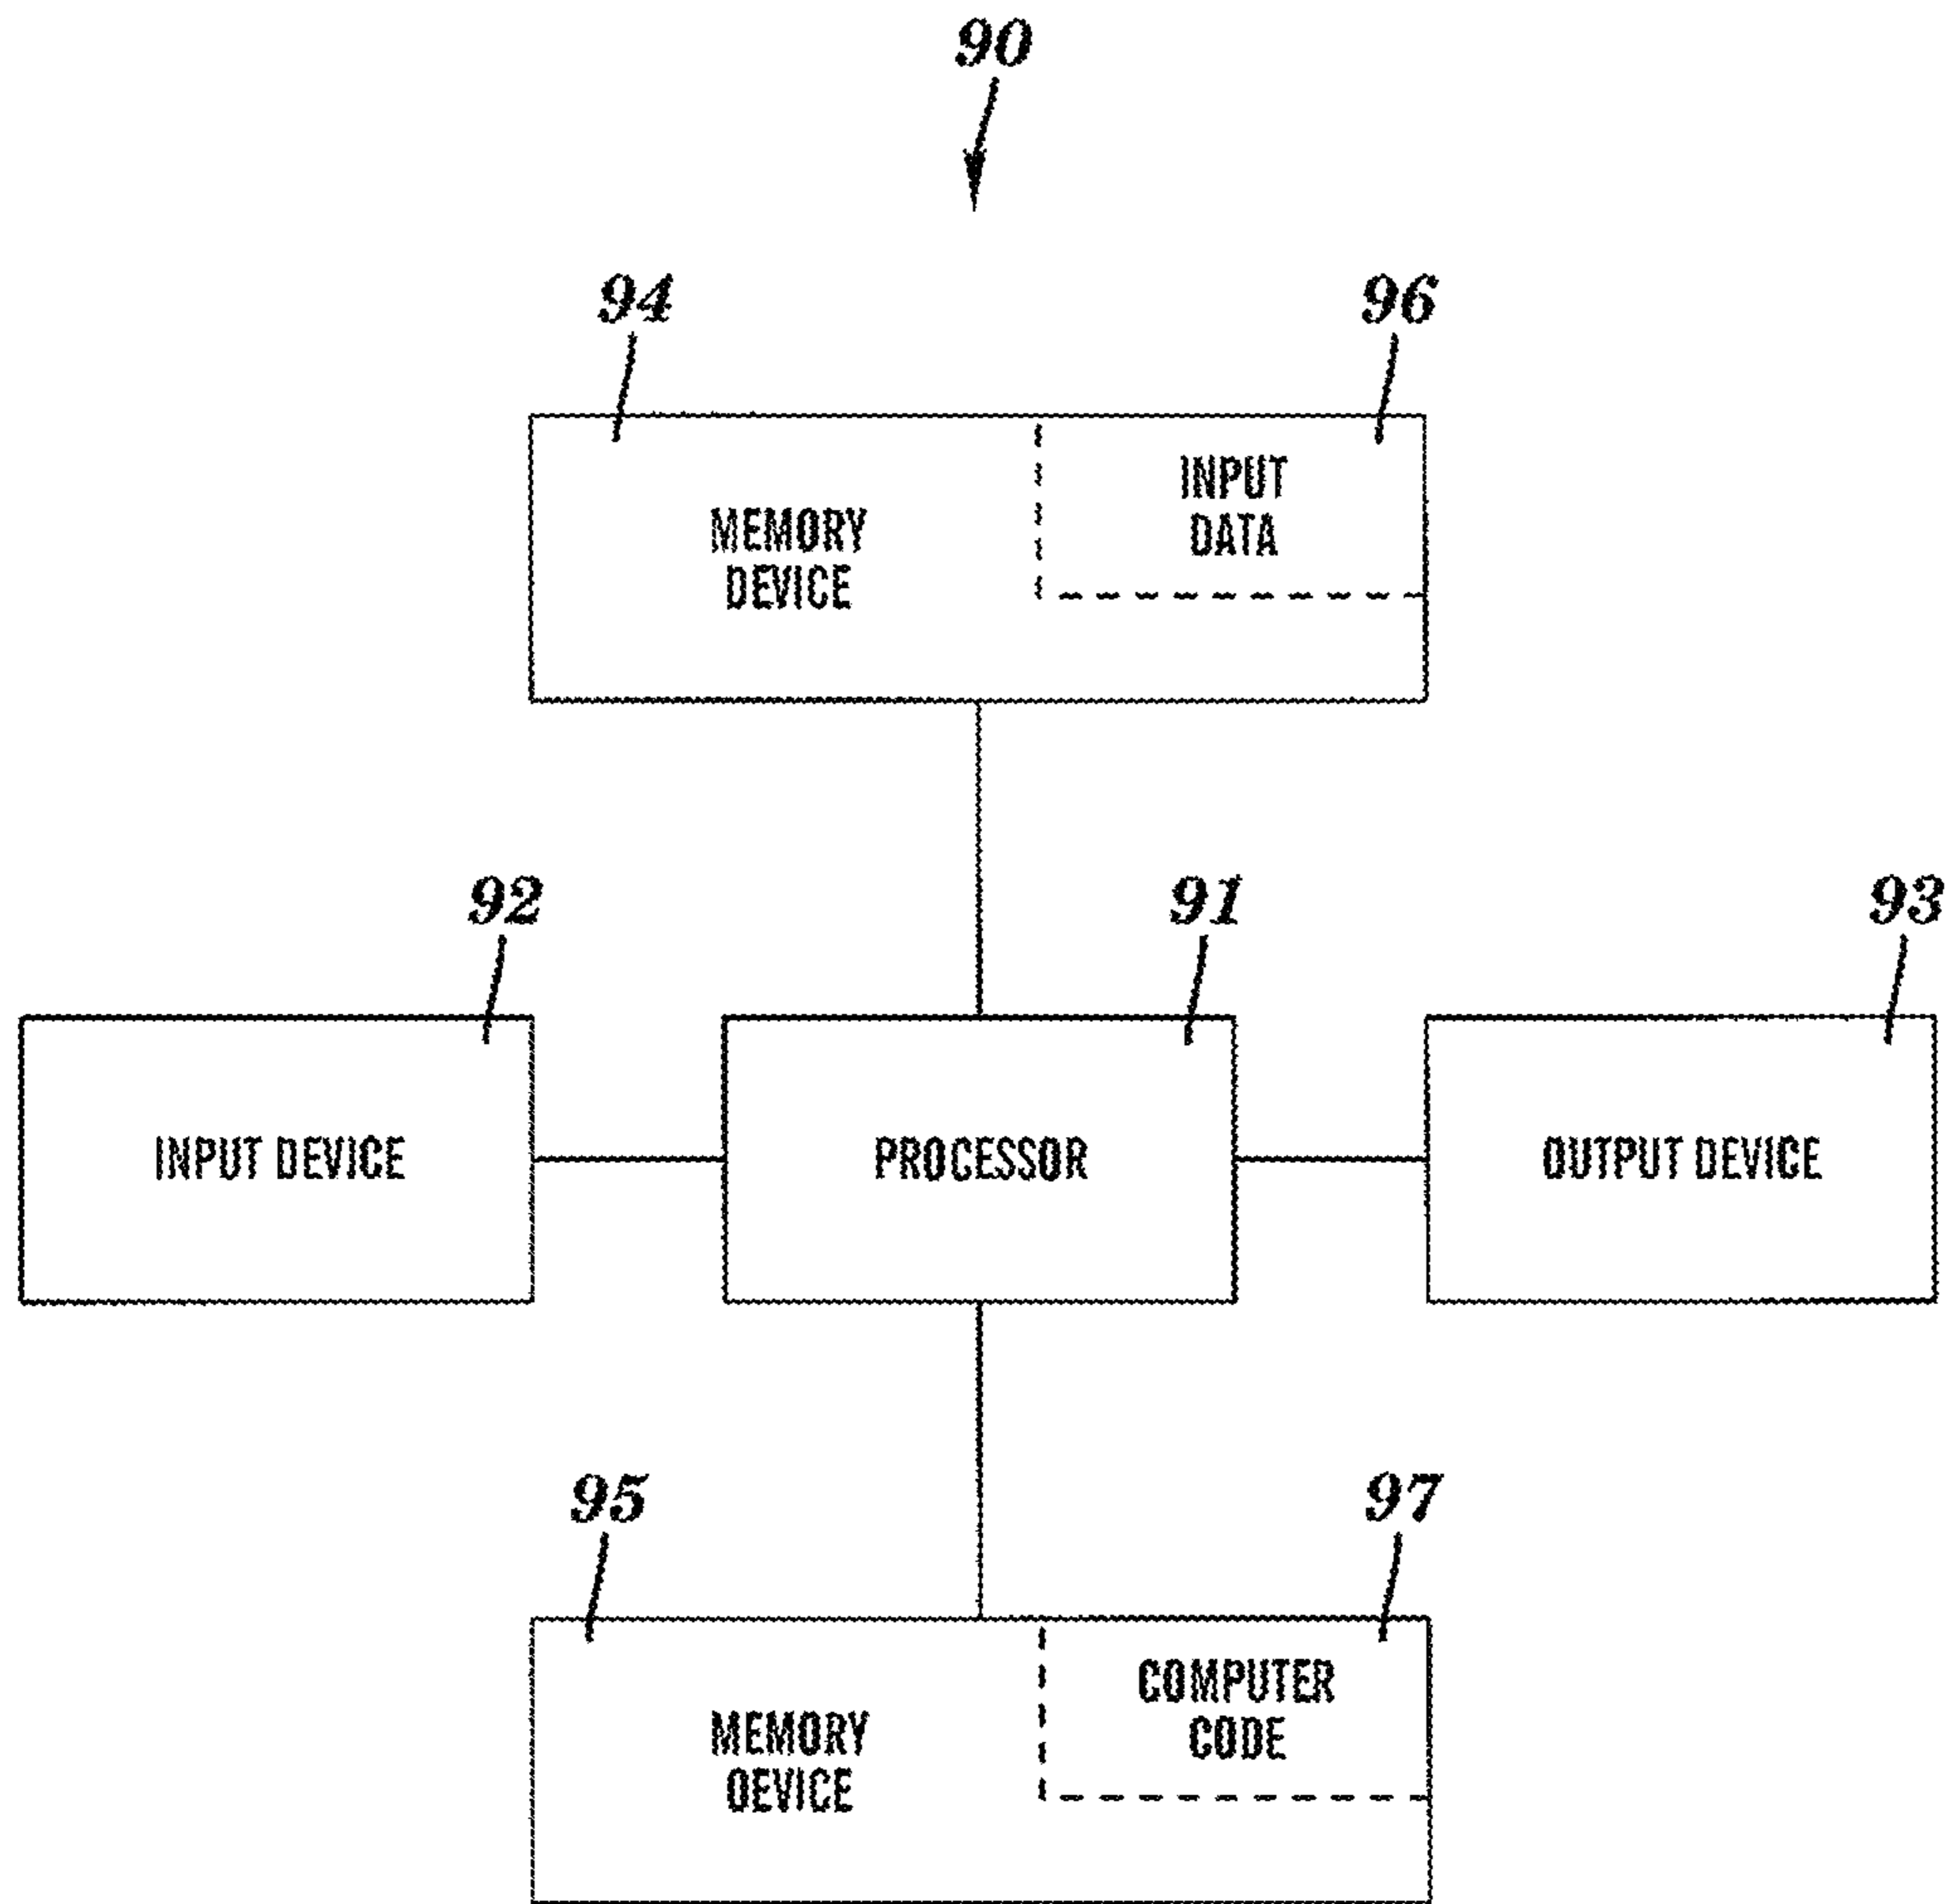 90
94
96
INPUT
DATA
MEMORY
DEVICE
92
91
93
INPUT DEVICE
PROCESSOR
OUTPUT DEVICE
95
97
COMPUTER
CODE
MEMORY
DEVICE